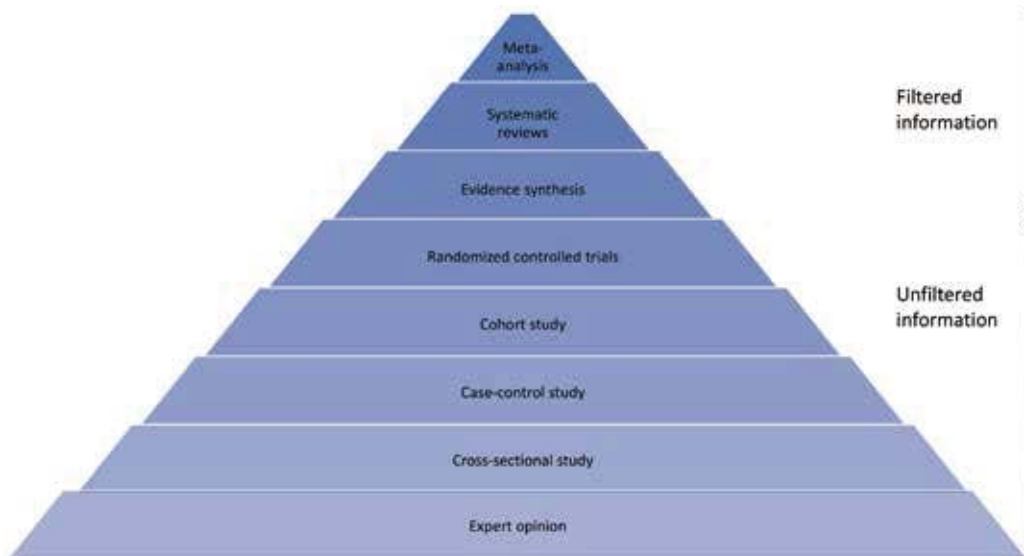 Meta-
analysis
Systematic
reviews
Filtered
information
Evidence synthesis
Randomized controlled trials
Cohort study
Unfiltered
information
Case-control study
Cross-sectional study
Expert opinion